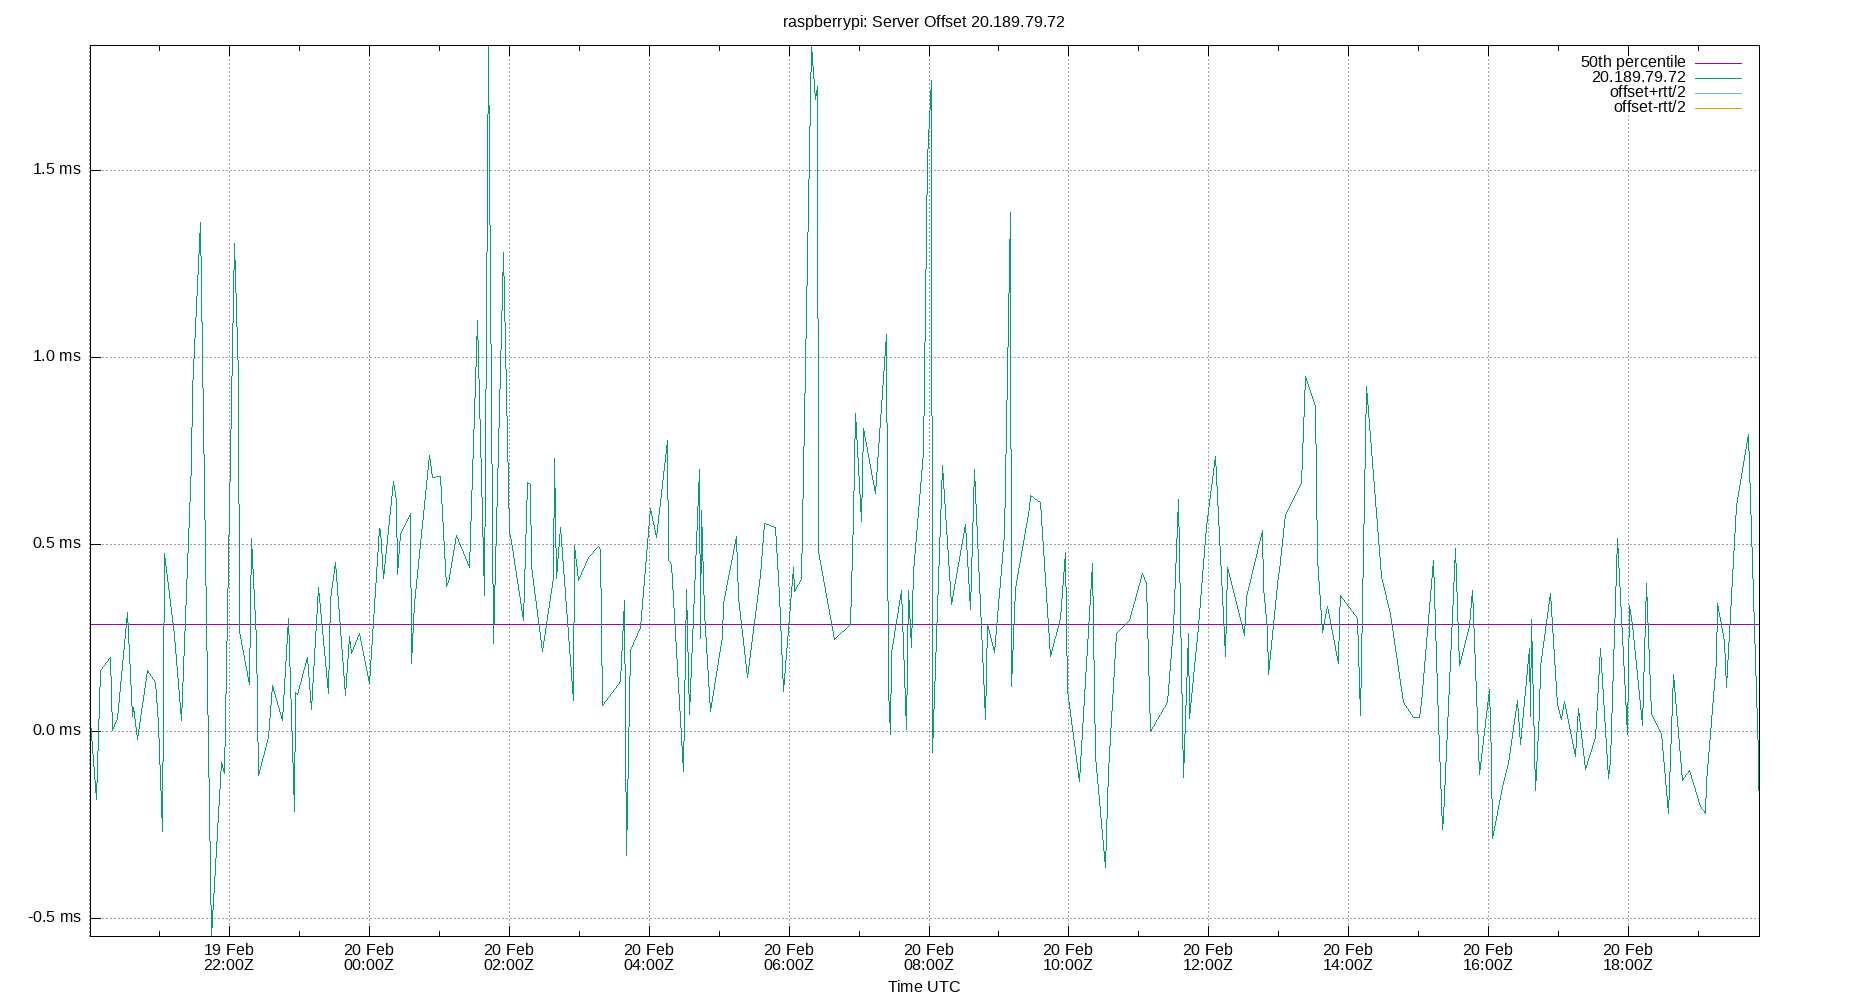 raspberrypi: Server Offset 20.189.79.72
50th percentile
20.189.79.72
offset+rtt/2
offset-rtt/2
1.5 ms
1.0 ms
0.5 ms
0.0 ms
-0.5 ms
19 Feb 20 Feb 20 Feb 20 Feb 20 Feb 20 Feb 20 Feb 20 Feb 20 Feb 20 Feb 20 Feb
22:00Z 00:00Z 02:00Z 04:00Z 06:00Z 08:00Z 10:00Z 12:00Z 14:00Z 16:00Z 18:00Z
Time UTC